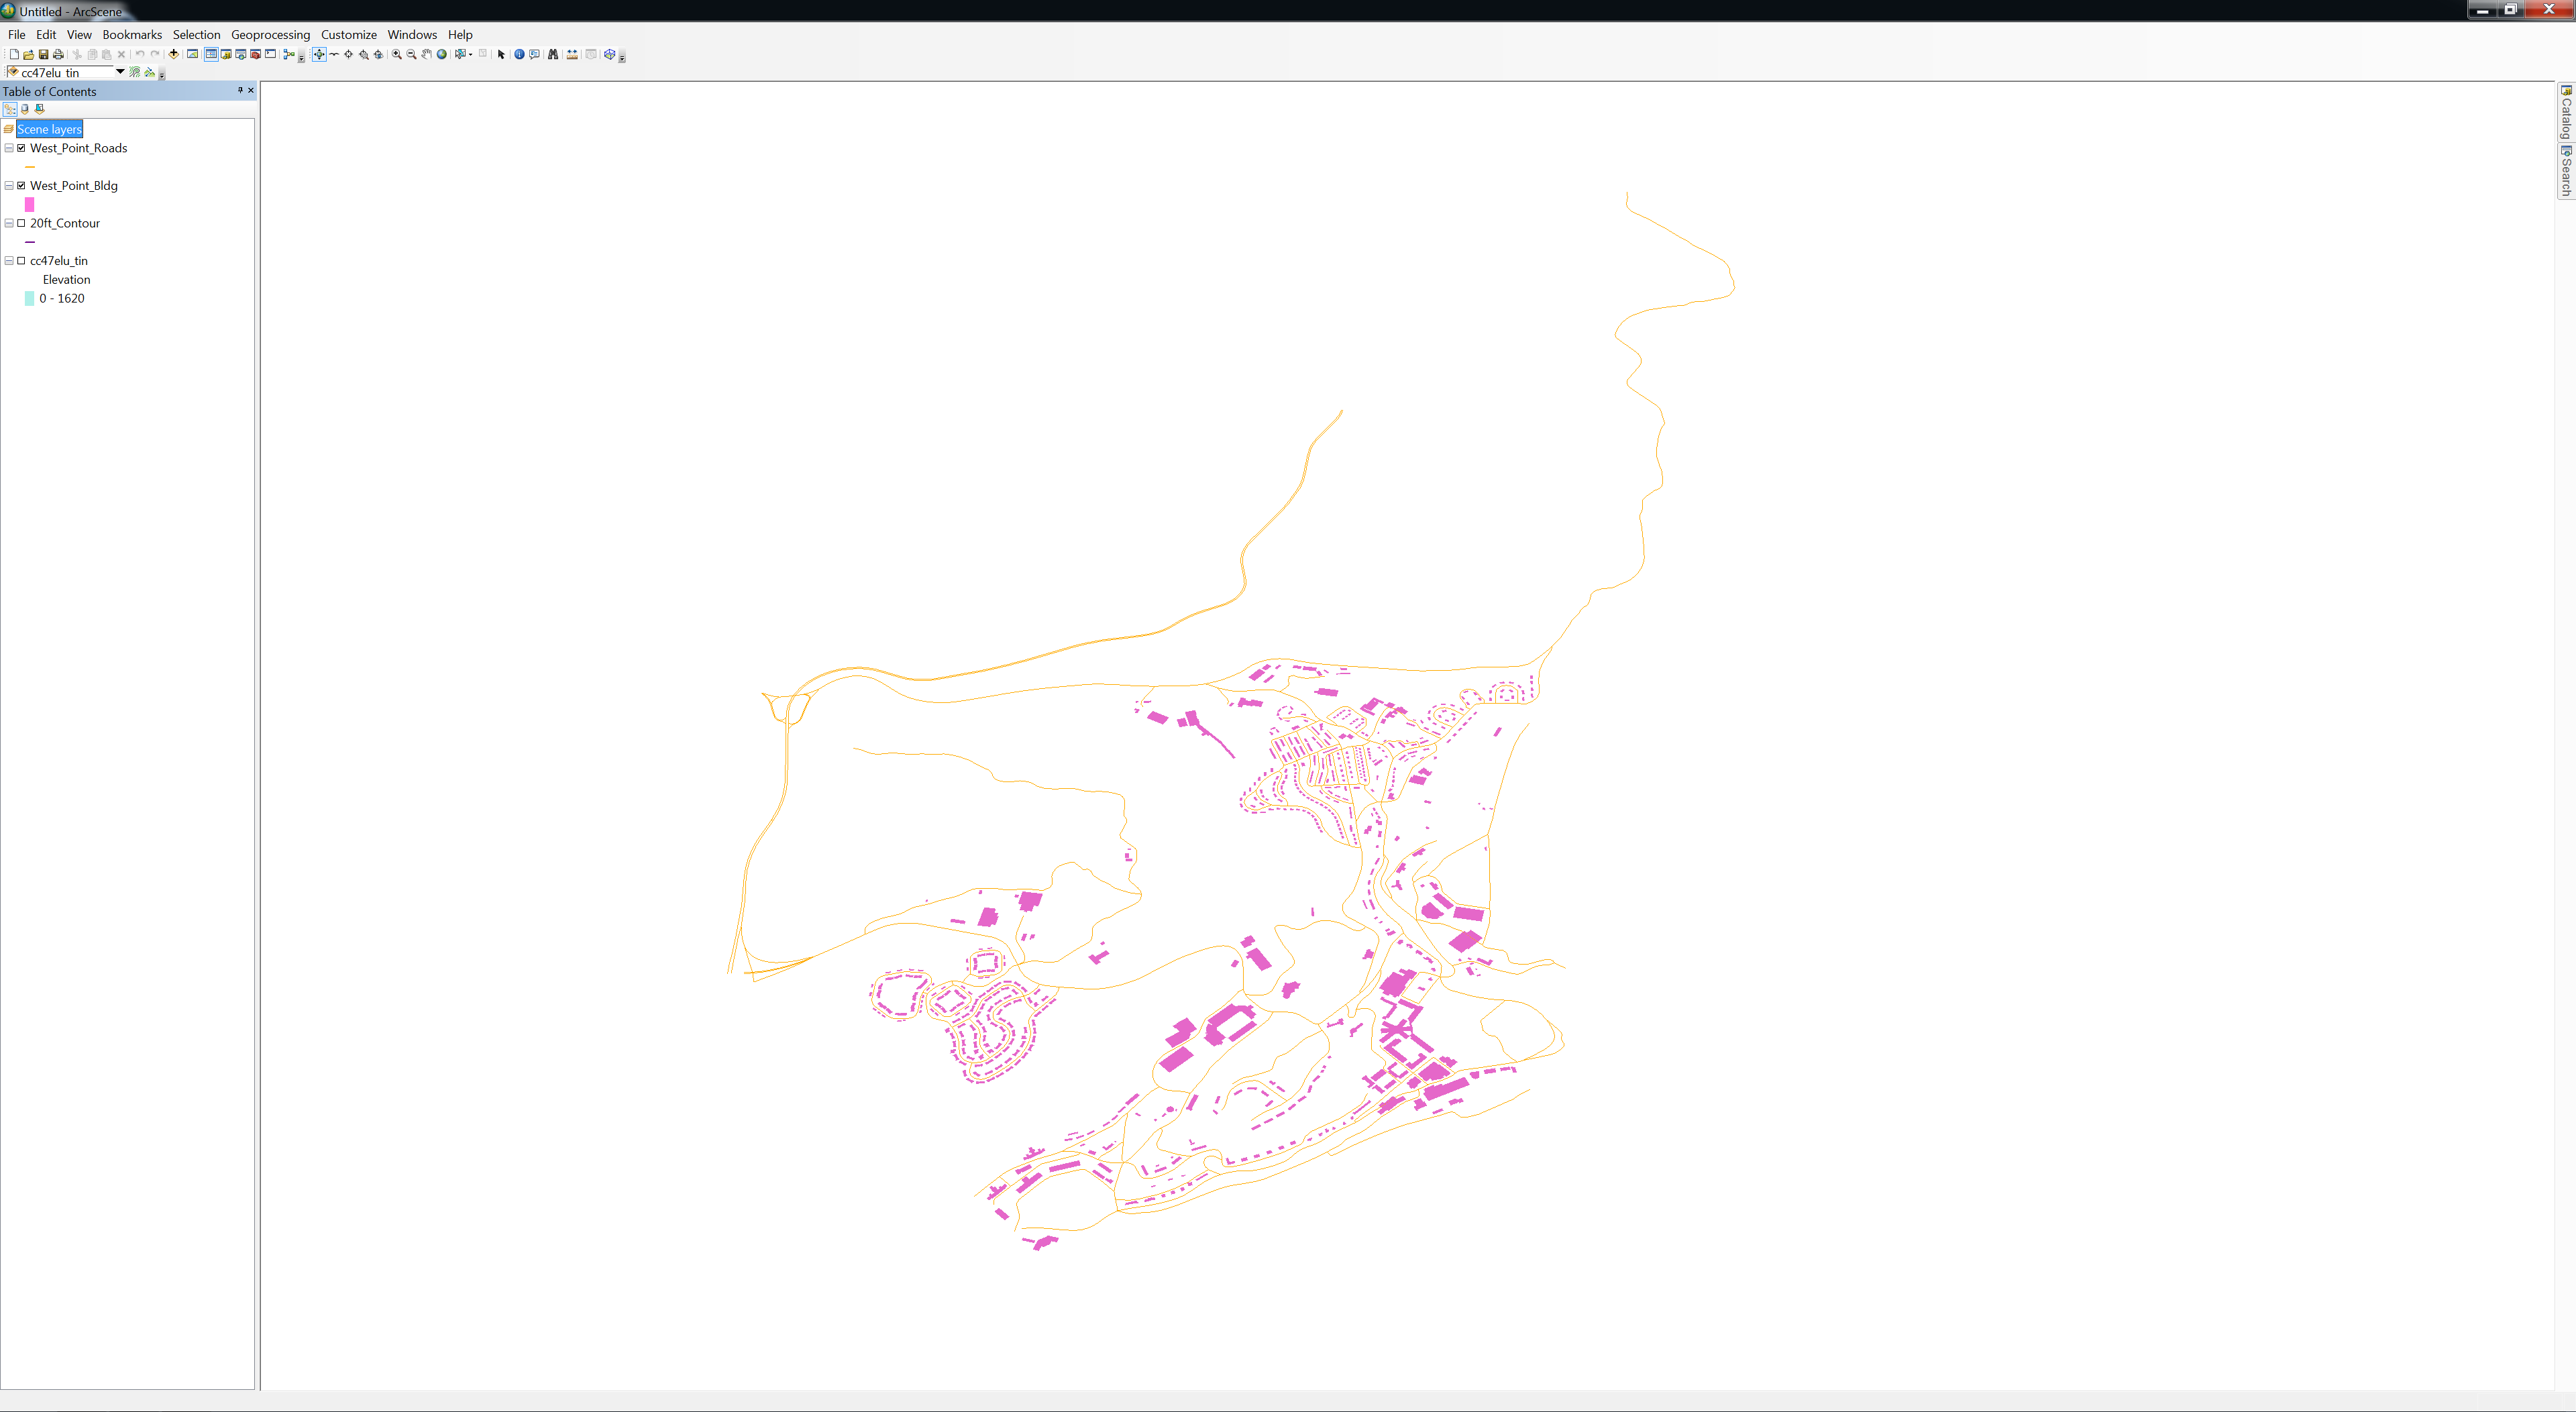 Untitled - ArcScene
File Edit View Bookmarks Selection Geoprocessing Customize Windows Help
cc47elu_tin
Table of Contents
Scene layers
West_Point_Roads
West_Point_Bldg
20ft_Contour
cc47elu_tin
Elevation
0 - 1620
Catalog
Search